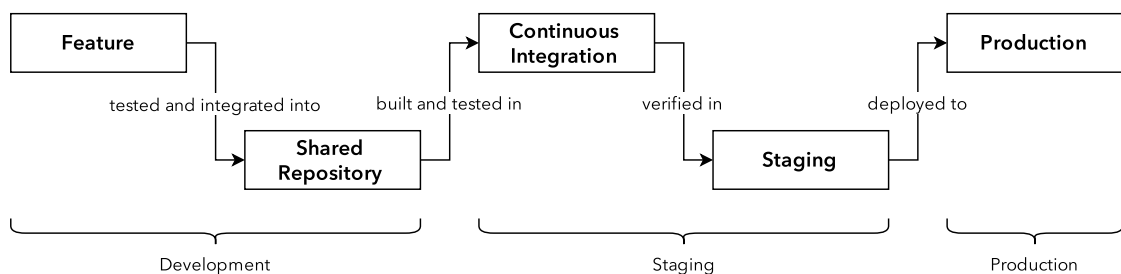 Feature
Continuous
Integration
Production
tested and integrated into
built and tested in
verified in
deployed to
Shared
Repository
Staging
Development
Staging
Production